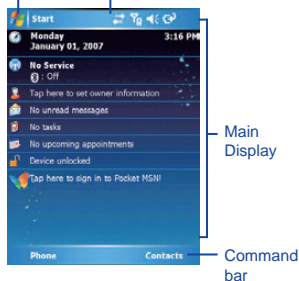 Start
Monday 3:16 PM
January 01, 2007
No Service
: Off
Tap here to set owner information
No unread messages
No tasks
No upcoming appointments
Device unlocked
Tap here to sign in to Pocket MSN!
Main
Display
Phone Contacts
Command
bar